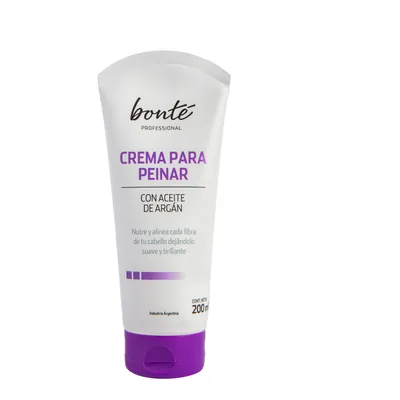 bonté
PROFESSIONAL
CREMA PARA
PEINAR
CON ACEITE
DE ARGÁN
Nutre y alinea cada fibra
de tu cabello dejándolo
suave y brillante
CONT. NETO
200 m
Industria Argentina